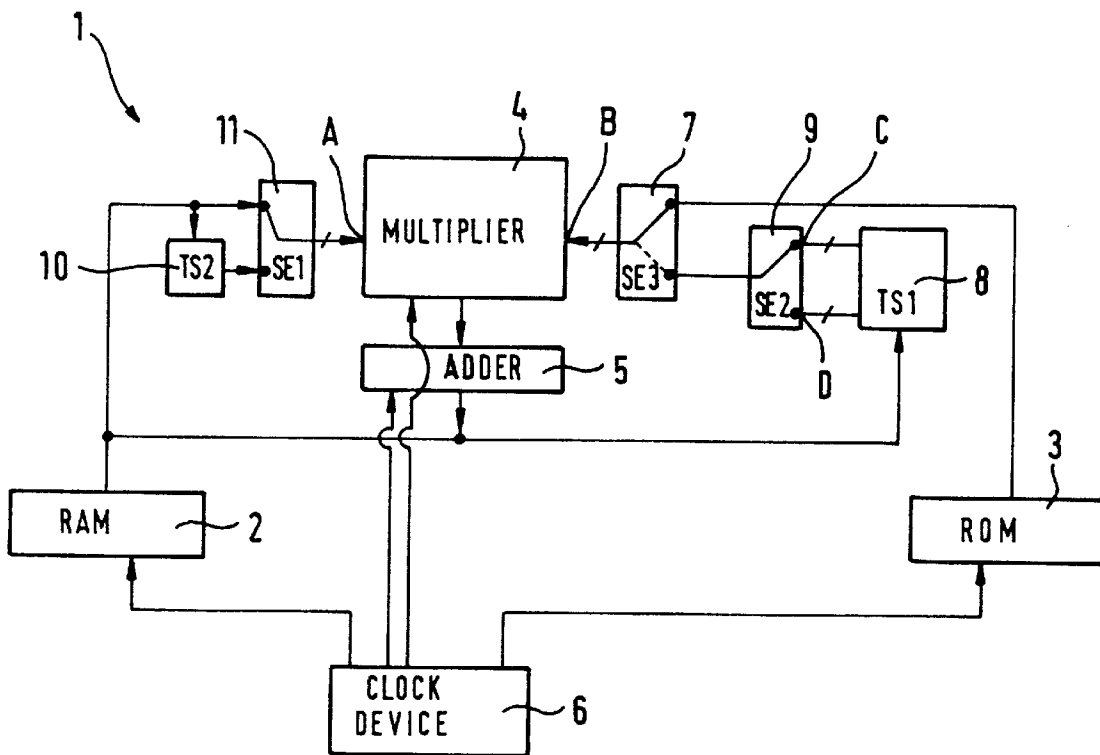 1
11
A
4
B
7
9
C
MULTIPLIER
10
TS2
SE1
SE3
SE2
TS1
8
ADDER
5
D
RAM
2
3
ROM
CLOCK
DEVICE
6